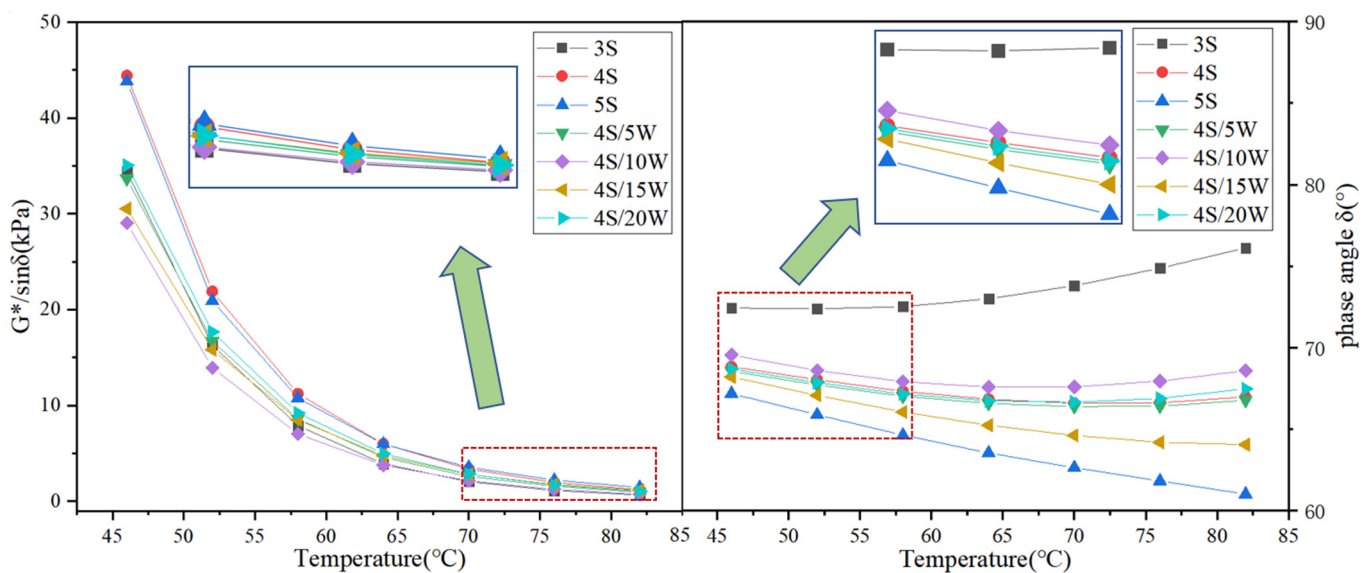 50
40
30
20
10
0
G*/sinδ(kPa)
45 50 55 60 65 70 75 80 85
Temperature(℃)
3S
4S
5S
4S/5W
4S/10W
4S/15W
4S/20W
3S
4S
5S
4S/5W
4S/10W
4S/15W
4S/20W
90
80
70
60
phase angle δ(°)
45 50 55 60 65 70 75 80 85
Temperature(℃)